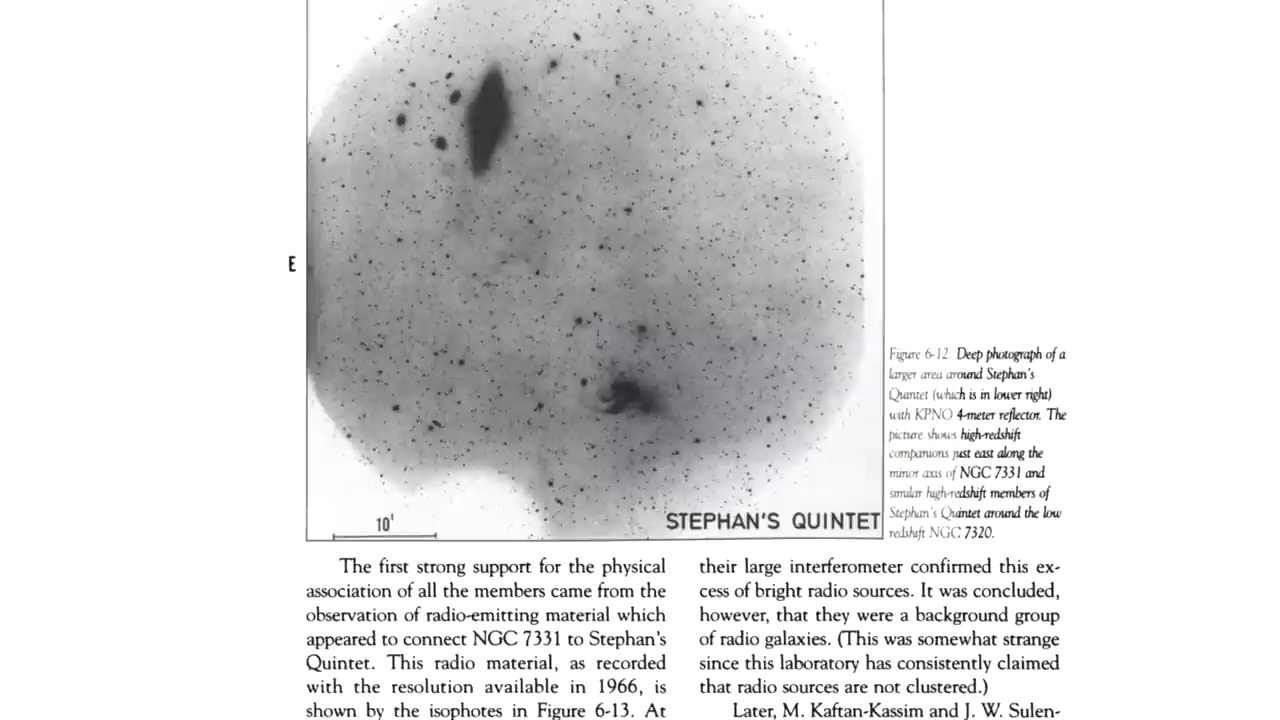 E
10'
STEPHAN'S QUINTET
Figure 6-12. Deep photograph of a
larger area around Stephan's
Quintet (which is in lower right)
with KPNO 4-meter reflector. The
picture shows high-redshift
companions just east along the
minor axis of NGC 7331 and
similar high-redshift members of
Stephan's Quintet around the low
redshift NGC 7320.
The first strong support for the physical
association of all the members came from the
observation of radio-emitting material which
appeared to connect NGC 7331 to Stephan's
Quintet. This radio material, as recorded
with the resolution available in 1966, is
shown by the isophotes in Figure 6-13. At
their large interferometer confirmed this ex-
cess of bright radio sources. It was concluded,
however, that they were a background group
of radio galaxies. (This was somewhat strange
since this laboratory has consistently claimed
that radio sources are not clustered.)
Later, M. Kaftan-Kassim and J. W. Sulen-